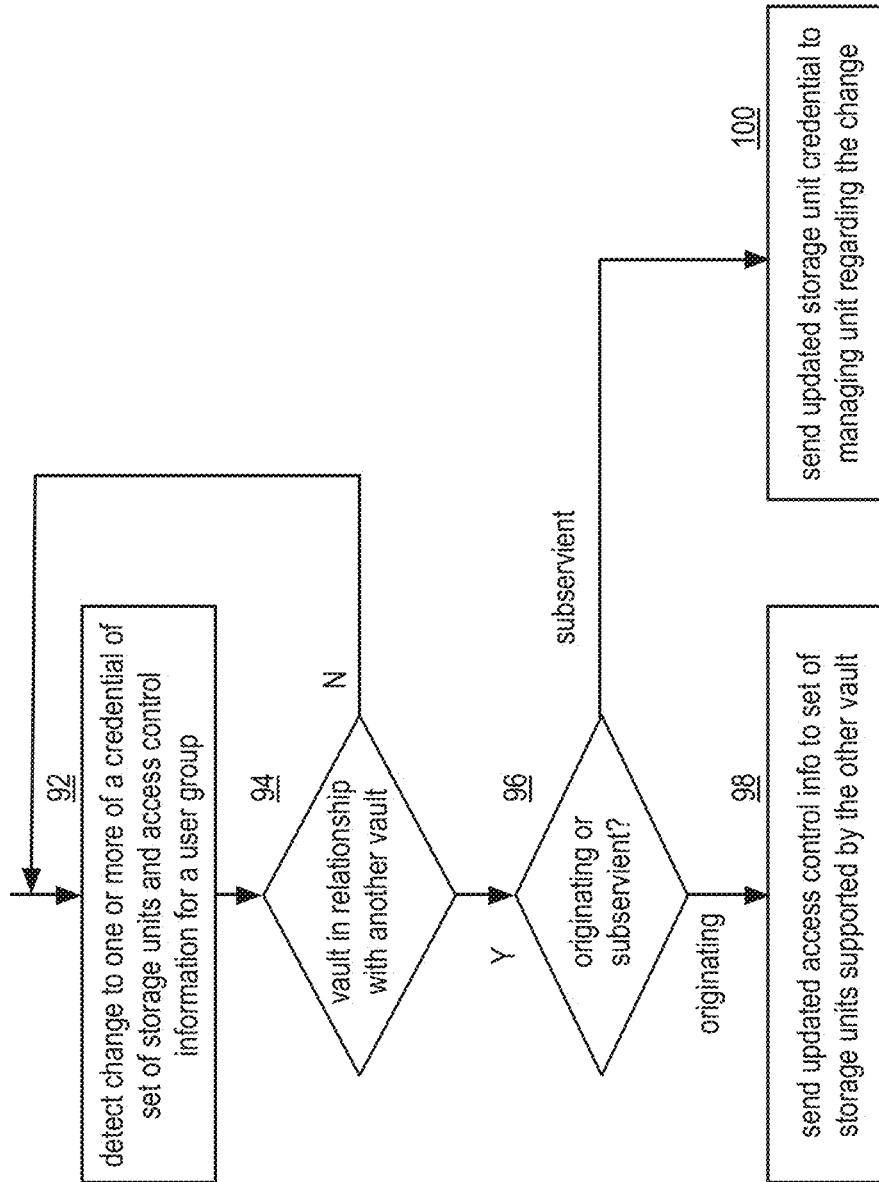 92
detect change to one or more of a credential of
set of storage units and access control
information for a user group
94
vault in relationship
with another vault
N
Y
96
originating or
subservient?
subservient
originating
98
send updated access control info to set of
storage units supported by the other vault
100
send updated storage unit credential to
managing unit regarding the change